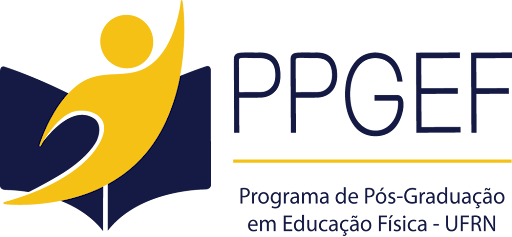 PPGEF
Programa de Pós-Graduação
em Educação Física - UFRN